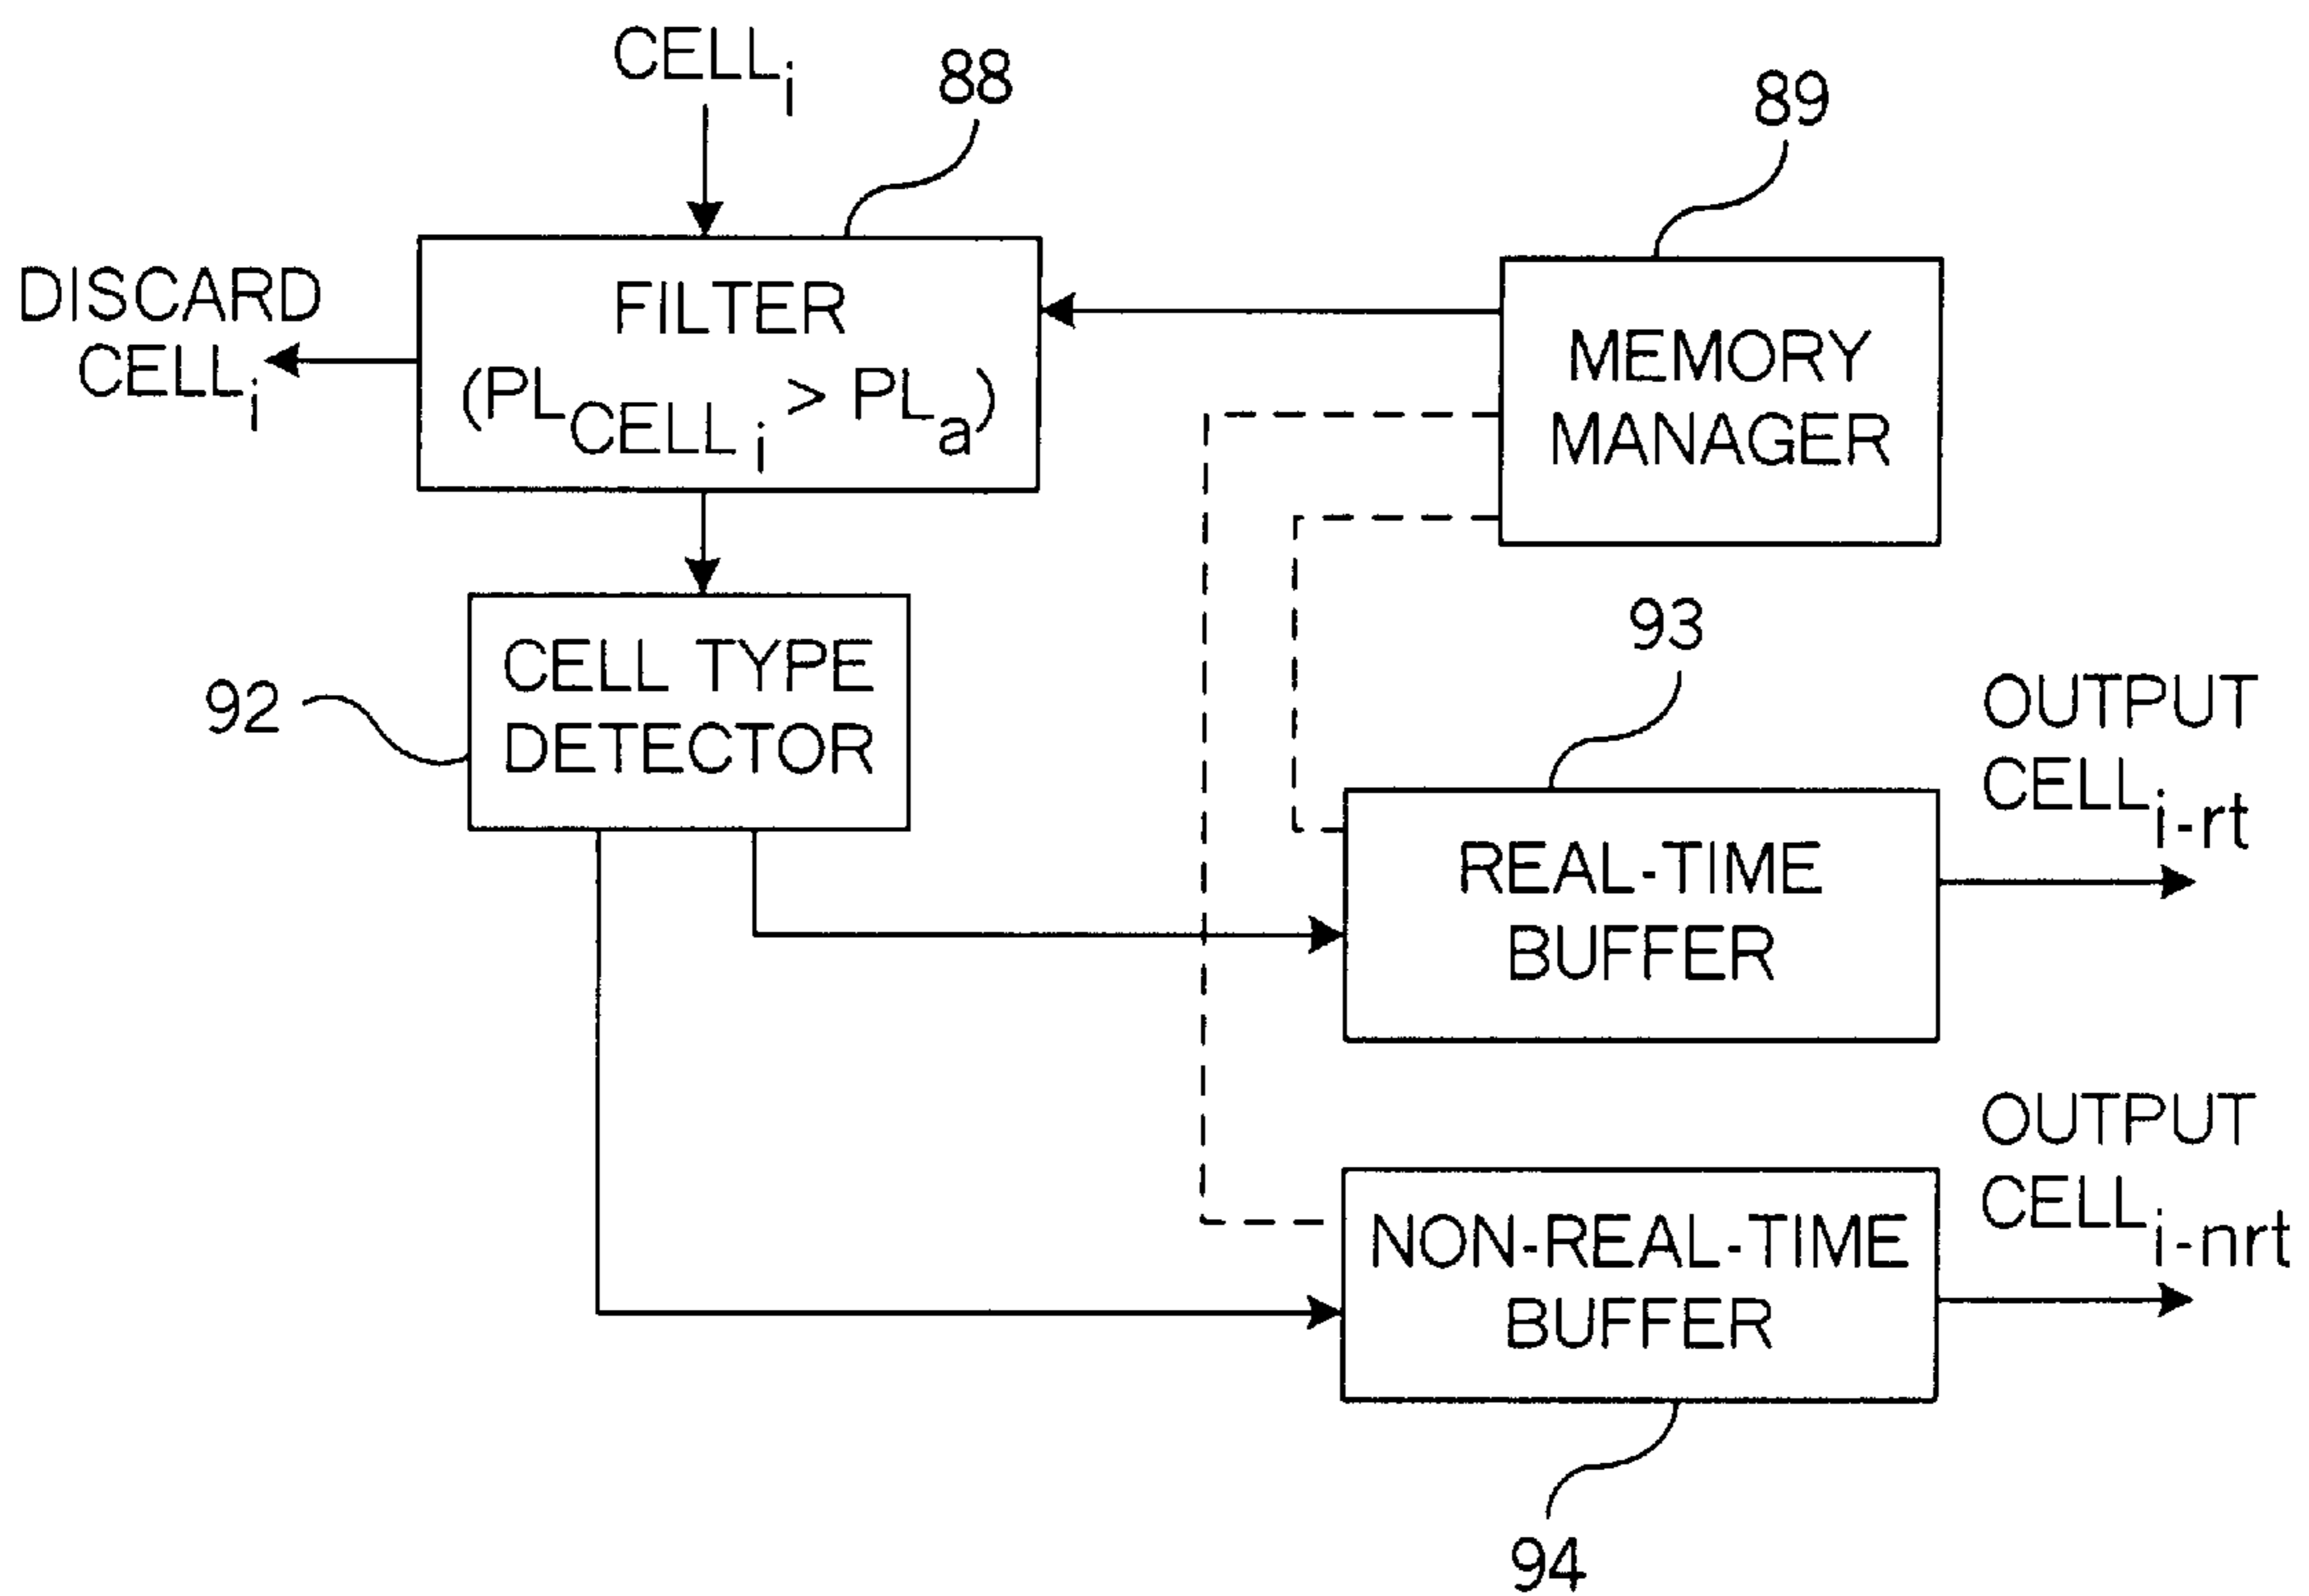 CELLi
88
89
DISCARD
CELLi
FILTER
(PLCELLi > PLa)
MEMORY
MANAGER
92
CELL TYPE
DETECTOR
93
OUTPUT
CELLi-rt
REAL-TIME
BUFFER
OUTPUT
CELLi-nrt
NON-REAL-TIME
BUFFER
94